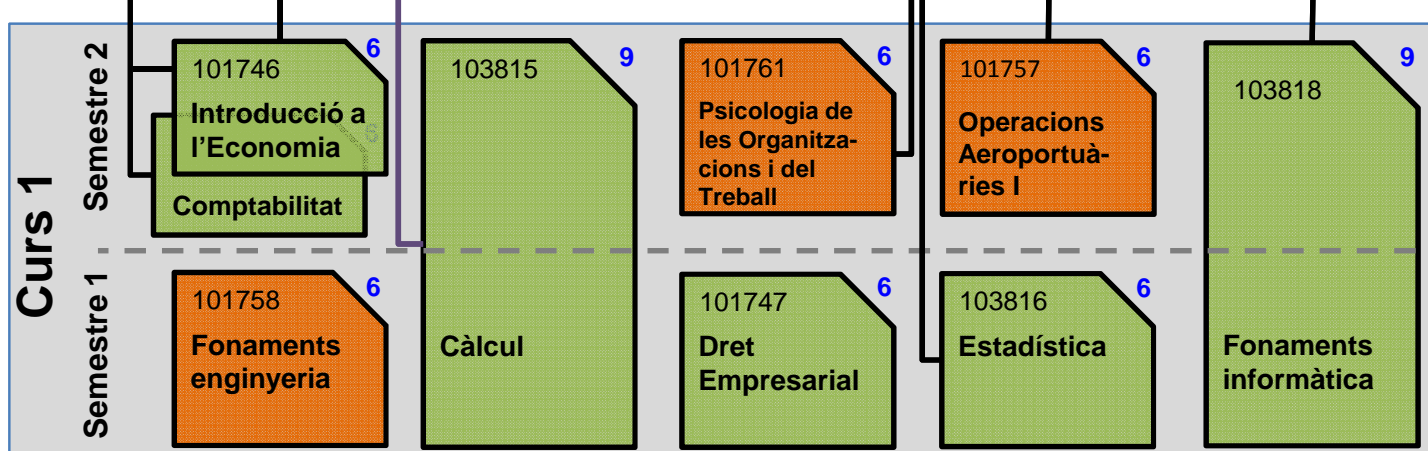 Curs 1
Semestre 2
101746
6
Introducció a
l'Economia
6
Comptabilitat
103815
9
Càlcul
101761
6
Psicologia de
les Organitza-
cions i del
Treball
101757
6
Operacions
Aeroportuà-
ries I
103818
9
Fonaments
informàtica
Semestre 1
101758
6
Fonaments
enginyeria
101747
6
Dret
Empresarial
103816
6
Estadística